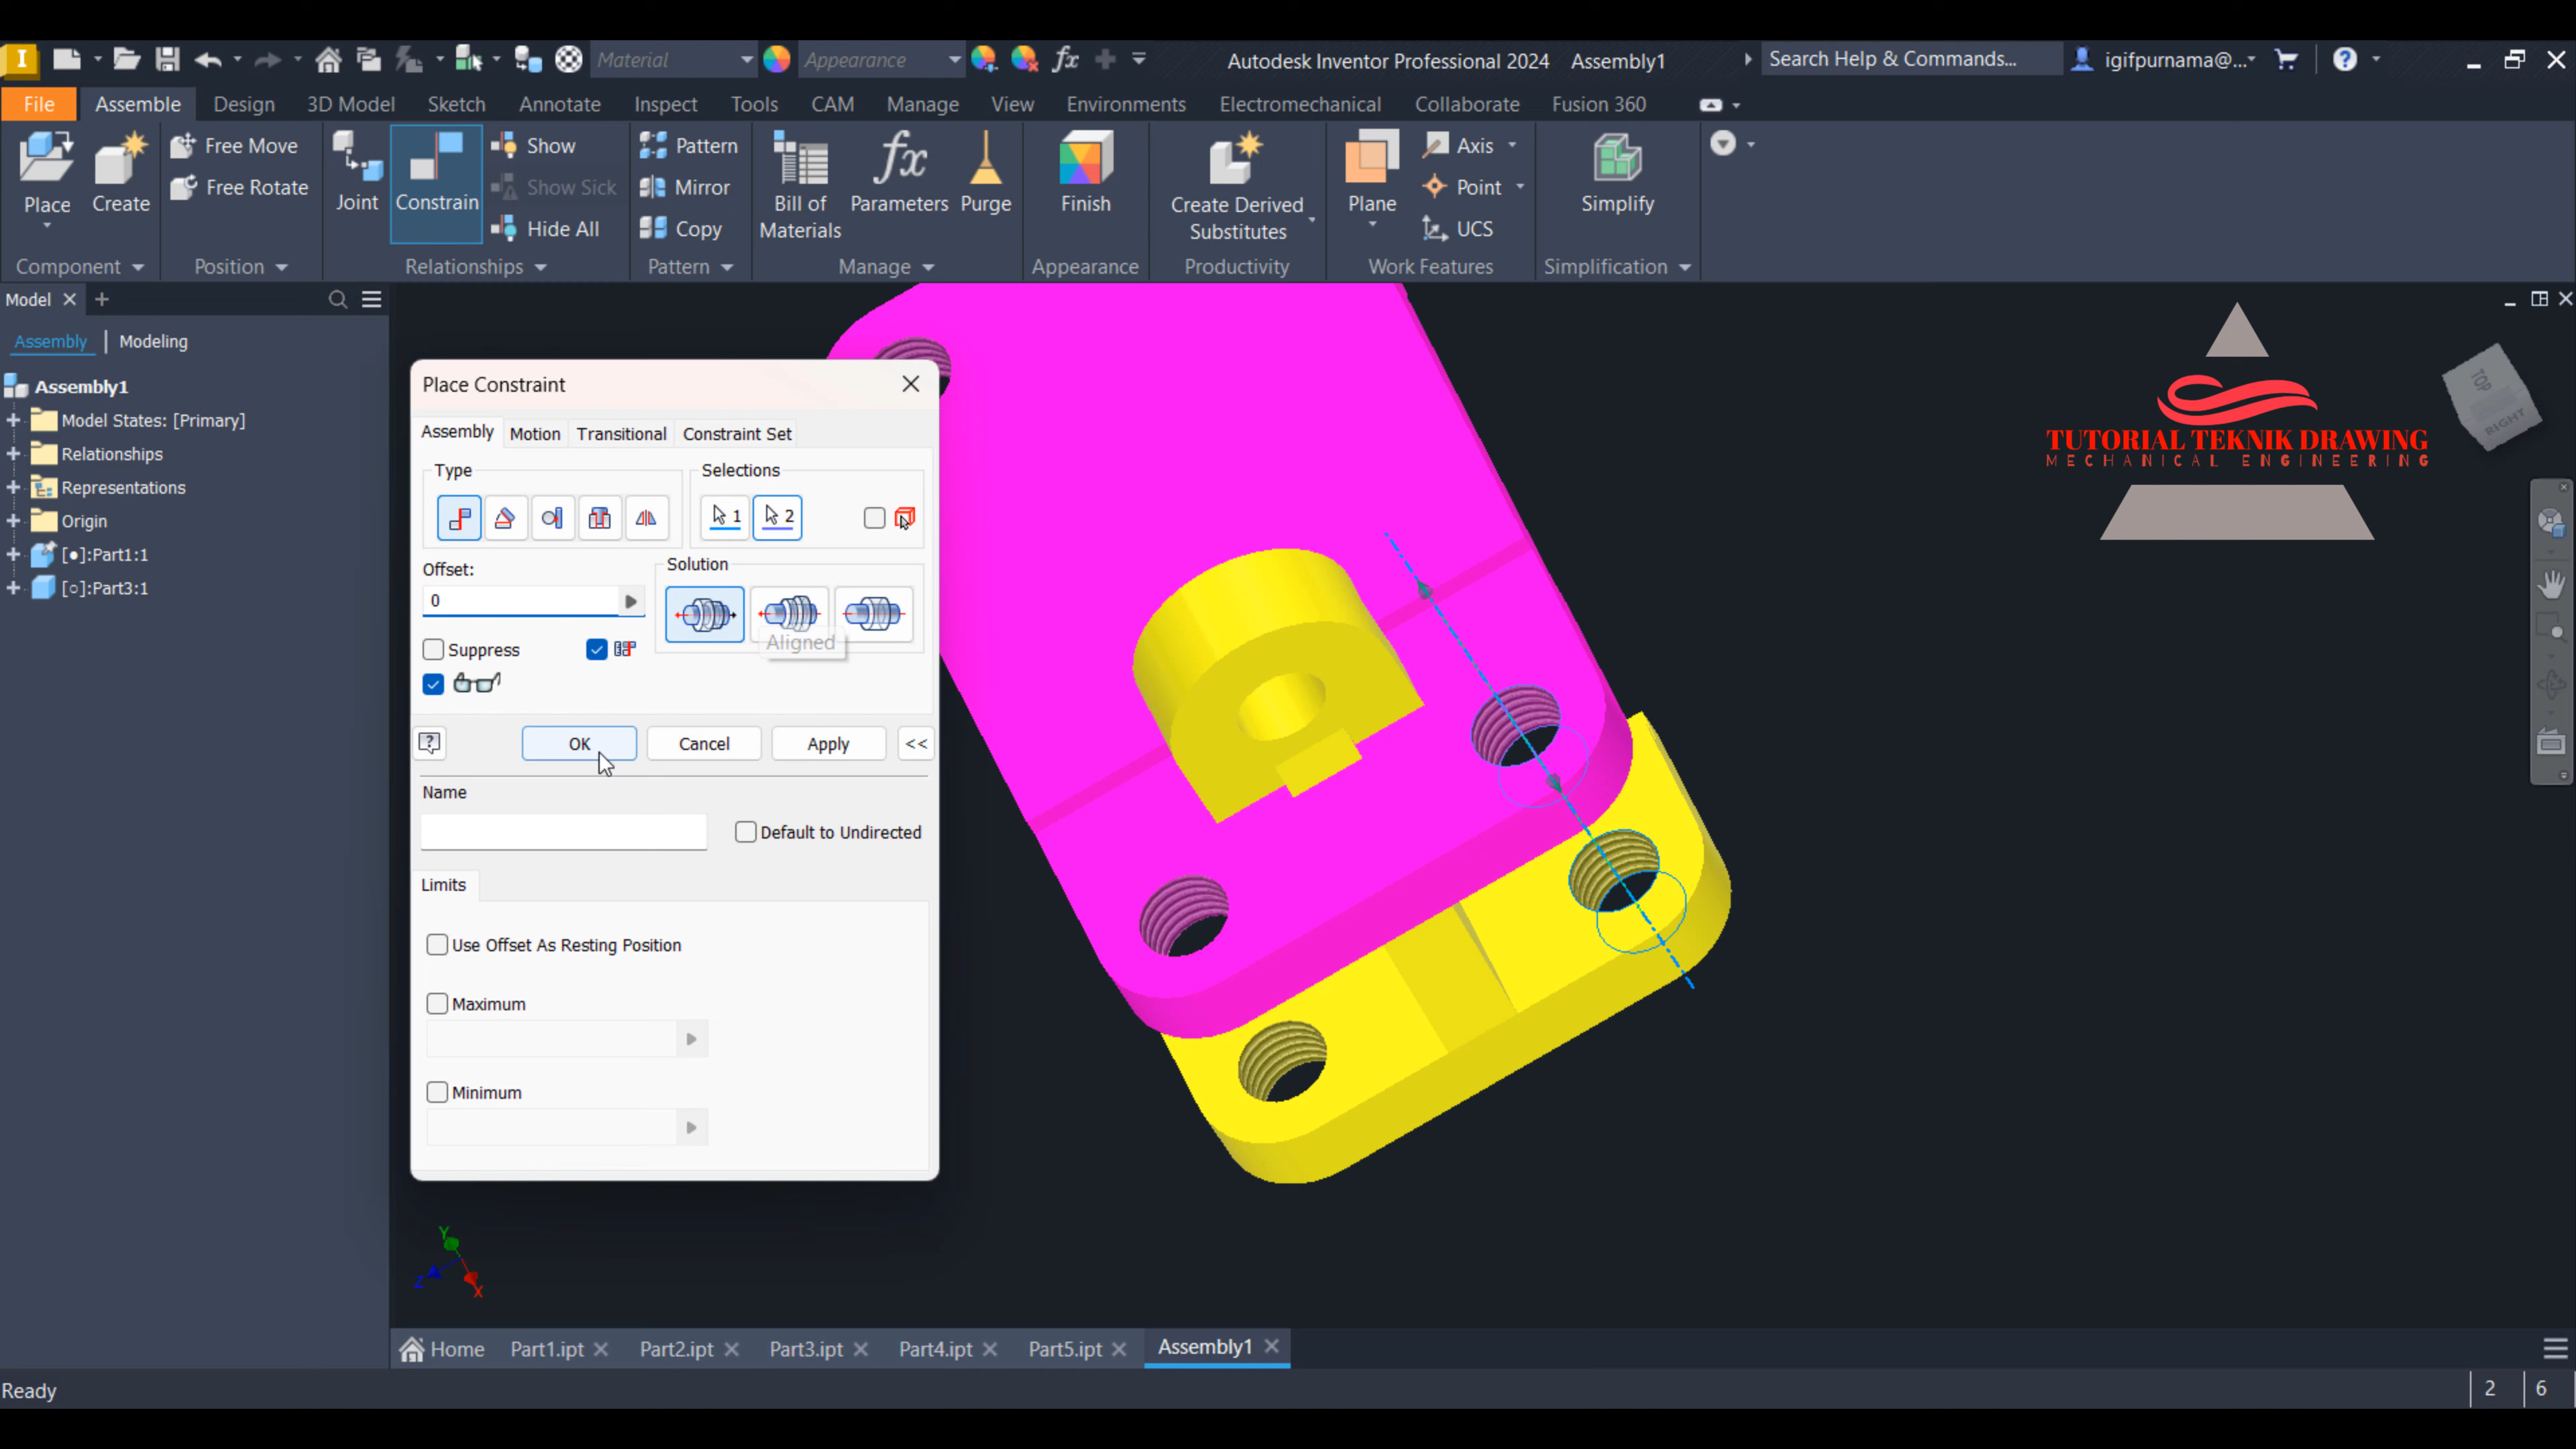 I Material Appearance fx Autodesk Inventor Professional 2024 Assembly1 Search Help & Commands... igifpurnama@...
File Assemble Design 3D Model Sketch Annotate Inspect Tools CAM Manage View Environments Electromechanical Collaborate Fusion 360
Place Create Free Move Free Rotate Joint Constrain Show Show Sick Hide All Pattern Mirror Copy Bill of Materials fx Parameters Purge Finish Create Derived Substitutes Plane Axis Point UCS Simplify
Component Position Relationships Pattern Manage Appearance Productivity Work Features Simplification
Model
Assembly | Modeling
Assembly1
Model States: [Primary]
Relationships
Representations
Origin
[●]:Part1:1
[○]:Part3:1
Place Constraint
Assembly Motion Transitional Constraint Set
Type Selections
1 2
Offset: Solution
0
Aligned
Suppress
OK Cancel Apply <<
Name
Default to Undirected
Limits
Use Offset As Resting Position
Maximum
Minimum
TUTORIAL TEKNIK DRAWING
MECHANICAL ENGINEERING
TOP
RIGHT
Y
Z
X
Home Part1.ipt Part2.ipt Part3.ipt Part4.ipt Part5.ipt Assembly1
Ready 2 6